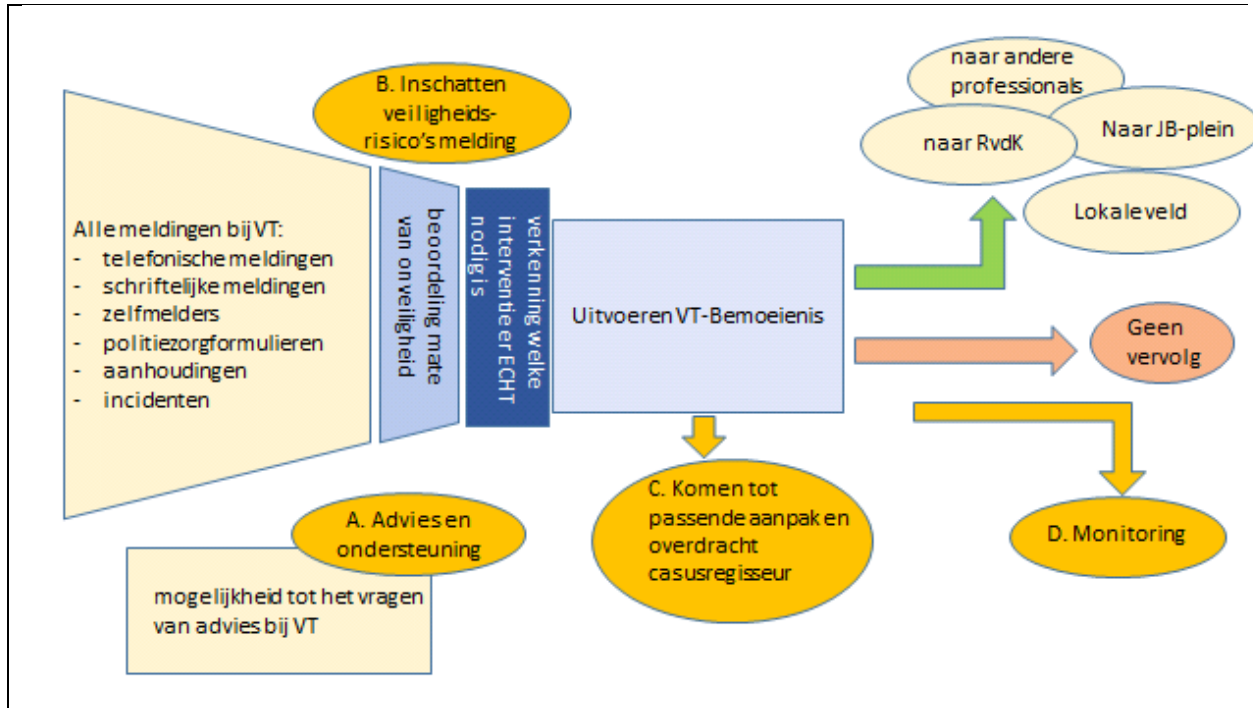 B. Inschatten
veiligheids-
risico's melding
naar andere
professionals
Naar JB-plein
naar RvdK
Lokale veld
Alle meldingen bij VT:
- telefonische meldingen
- schriftelijke meldingen
- zelfmelders
- politiezorgformulieren
- aanhoudingen
- incidenten
beoordeling mate
van onveiligheid
verkenning welke
interventie er ECHT
nodig is
Uitvoeren VT-Bemoeienis
Geen
vervolg
A. Advies en
ondersteuning
mogelijkheid tot het vragen
van advies bij VT
C. Komen tot
passende aanpak en
overdracht
casusregisseur
D. Monitoring